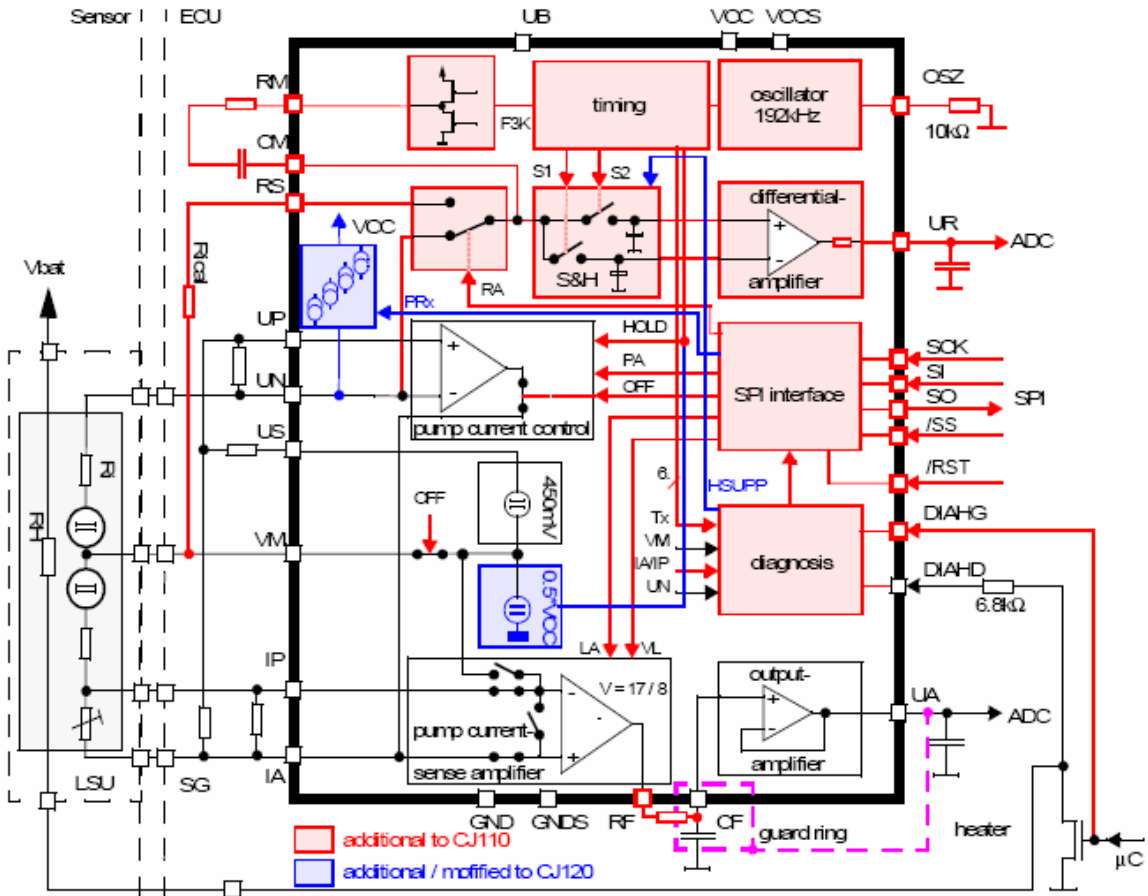 Sensor
ECU
UB
VCC
VCCS
RM
timing
oscillator
192kHz
OSZ
10kΩ
F3K
CM
S1
S2
RS
differential-
amplifier
UR
ADC
VCC
S&H
RA
Rical
Vbat
PRx
UP
HOLD
PA
OFF
SPI interface
SCK
SI
SO
SPI
/SS
/RST
UN
pump current control
US
450mV
6.
HSUPP
Ri
RH
OFF
VM
Tx
VM
IA/IP
UN
diagnosis
DIAHG
DIAHD
6.8kΩ
0.5*VCC
LA
VL
IP
V = 17 / 8
-
+
pump current-
sense amplifier
output-
amplifier
UA
ADC
LSU
SG
IA
GND
GNDS
RF
CF
guard ring
heater
µC
additional to CJ110
additional / mofified to CJ120